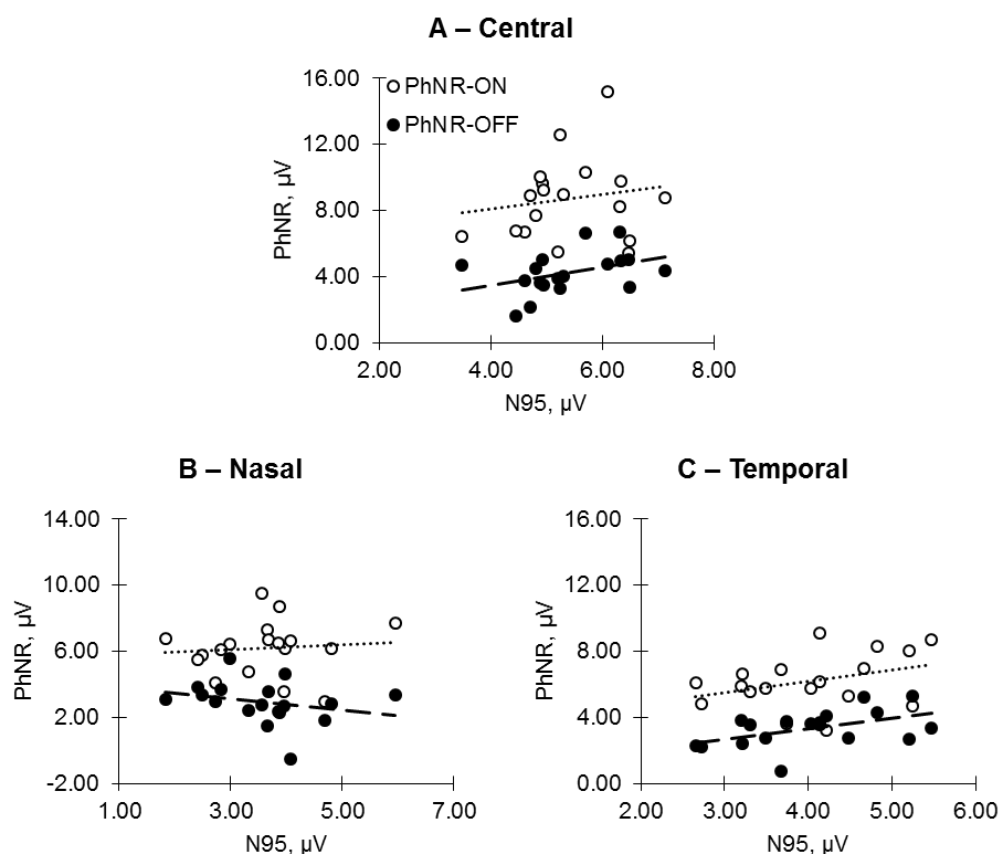 A – Central
16.00
PhNR-ON
PhNR-OFF
12.00
PhNR, µV
8.00
4.00
0.00
2.00 4.00 6.00 8.00
N95, µV
B – Nasal
14.00
10.00
PhNR, µV
6.00
2.00
-2.00
1.00 3.00 5.00 7.00
N95, µV
C – Temporal
16.00
12.00
PhNR, µV
8.00
4.00
0.00
2.00 3.00 4.00 5.00 6.00
N95, µV